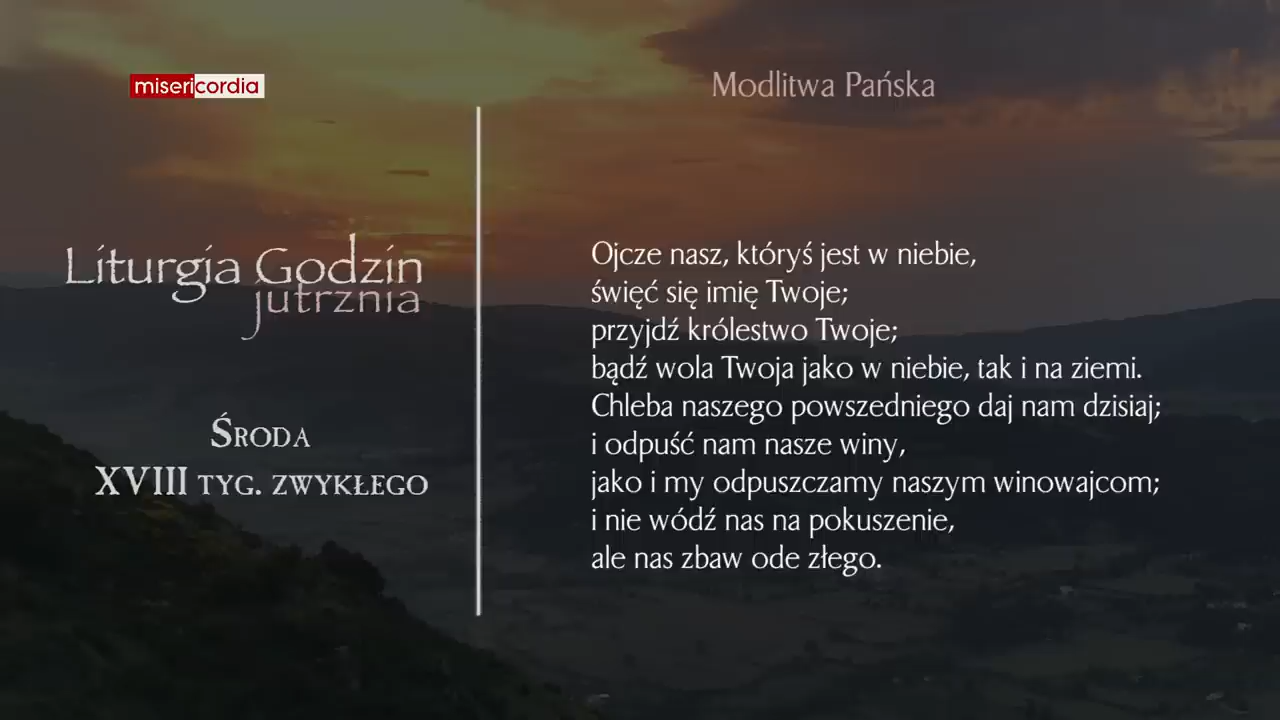 misericordia
Liturgia Godzin
jutrznia
Środa
XVIII tyg. zwykłego
Modlitwa Pańska
Ojcze nasz, któryś jest w niebie,
święć się imię Twoje;
przyjdź królestwo Twoje;
bądź wola Twoja jako w niebie, tak i na ziemi.
Chleba naszego powszedniego daj nam dzisiaj;
i odpuść nam nasze winy,
jako i my odpuszczamy naszym winowajcom;
i nie wódź nas na pokuszenie,
ale nas zbaw ode złego.